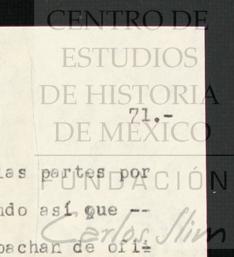 CENTRO DE
ESTUDIOS
DE HISTORIA
DE MÉXICO
71.-
las partes por
FUNDACIÓN
ndo así que --
Carlos Slim
pachan de ofi=